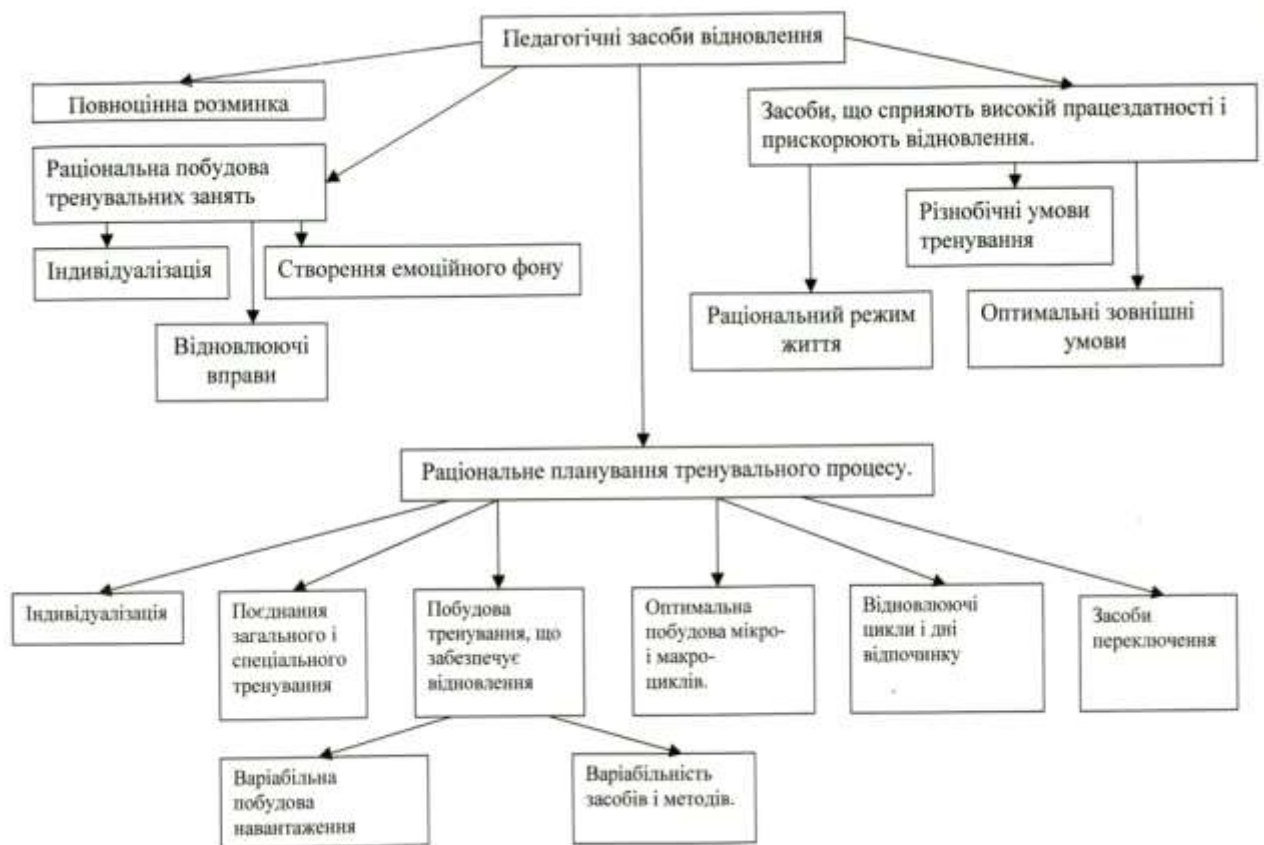 Педагогічні засоби відновлення
Повноцінна розминка
Засоби, що сприяють високій працездатності і
прискорюють відновлення.
Раціональна побудова
тренувальних занять
Різнобічні умови
тренування
Індивідуалізація
Створення емоційного фону
Раціональний режим
життя
Оптимальні зовнішні
умови
Відновлюючі
вправи
Раціональне планування тренувального процесу.
Індивідуалізація
Поєднання
загального і
спеціального
тренування
Побудова
тренування, що
забезпечує
відновлення
Оптимальна
побудова мікро-
і макро-
циклів.
Відновлюючі
цикли і дні
відпочинку
Засоби
переключення
Варіабільна
побудова
навантаження
Варіабільність
засобів і методів.